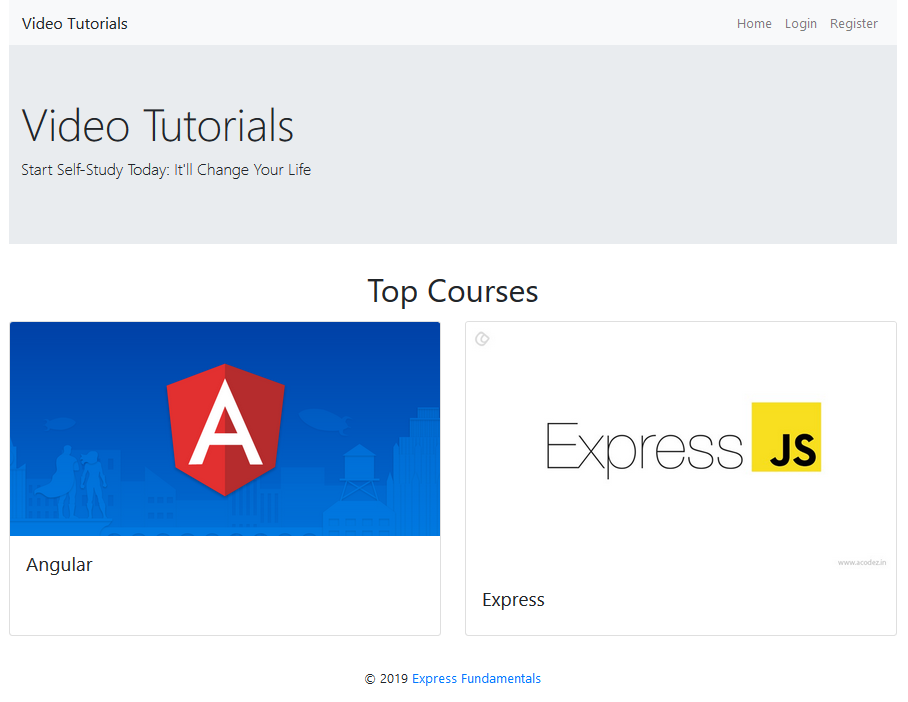 Video Tutorials
Home Login Register
Video Tutorials
Start Self-Study Today: It'll Change Your Life
Top Courses
A
Express JS
www.acodez.in
Angular
Express
© 2019 Express Fundamentals